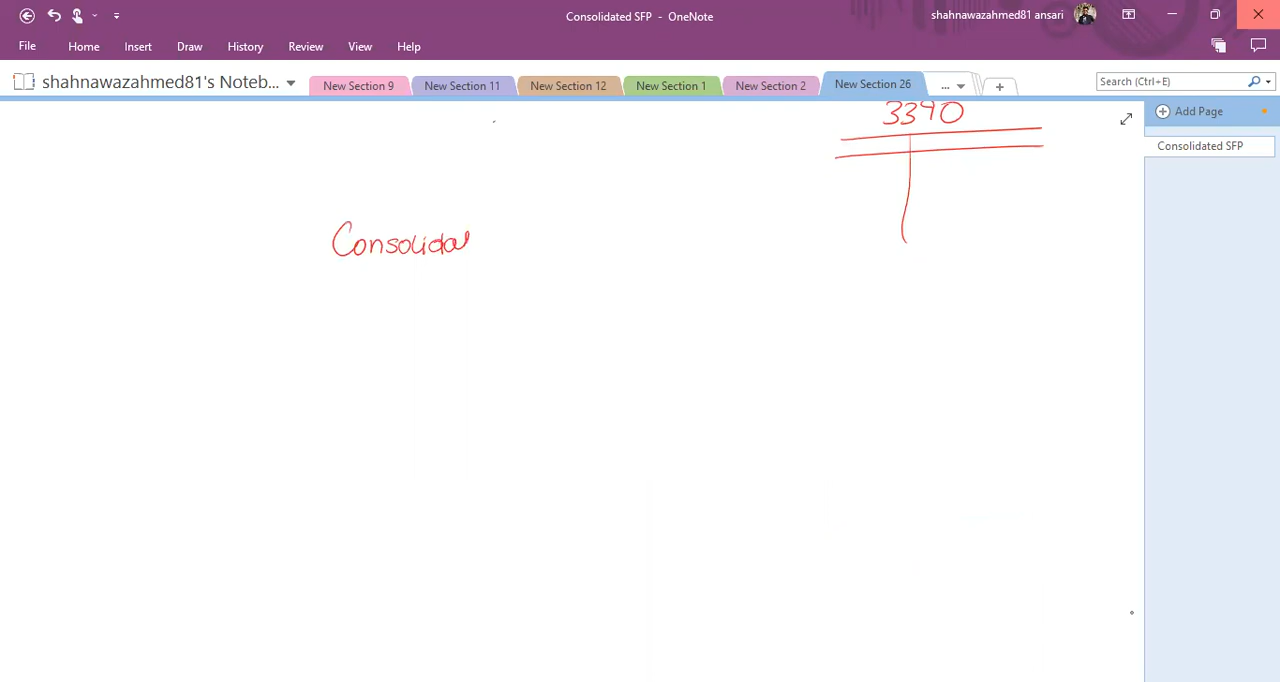 Consolidated SFP - OneNote
shahnawazahmed81 ansari
File Home Insert Draw History Review View Help
shahnawazahmed81's Noteb...
New Section 9 New Section 11 New Section 12 New Section 1 New Section 2 New Section 26 ...
Search (Ctrl+E)
3390
Add Page
Consolidated SFP
Consolidat